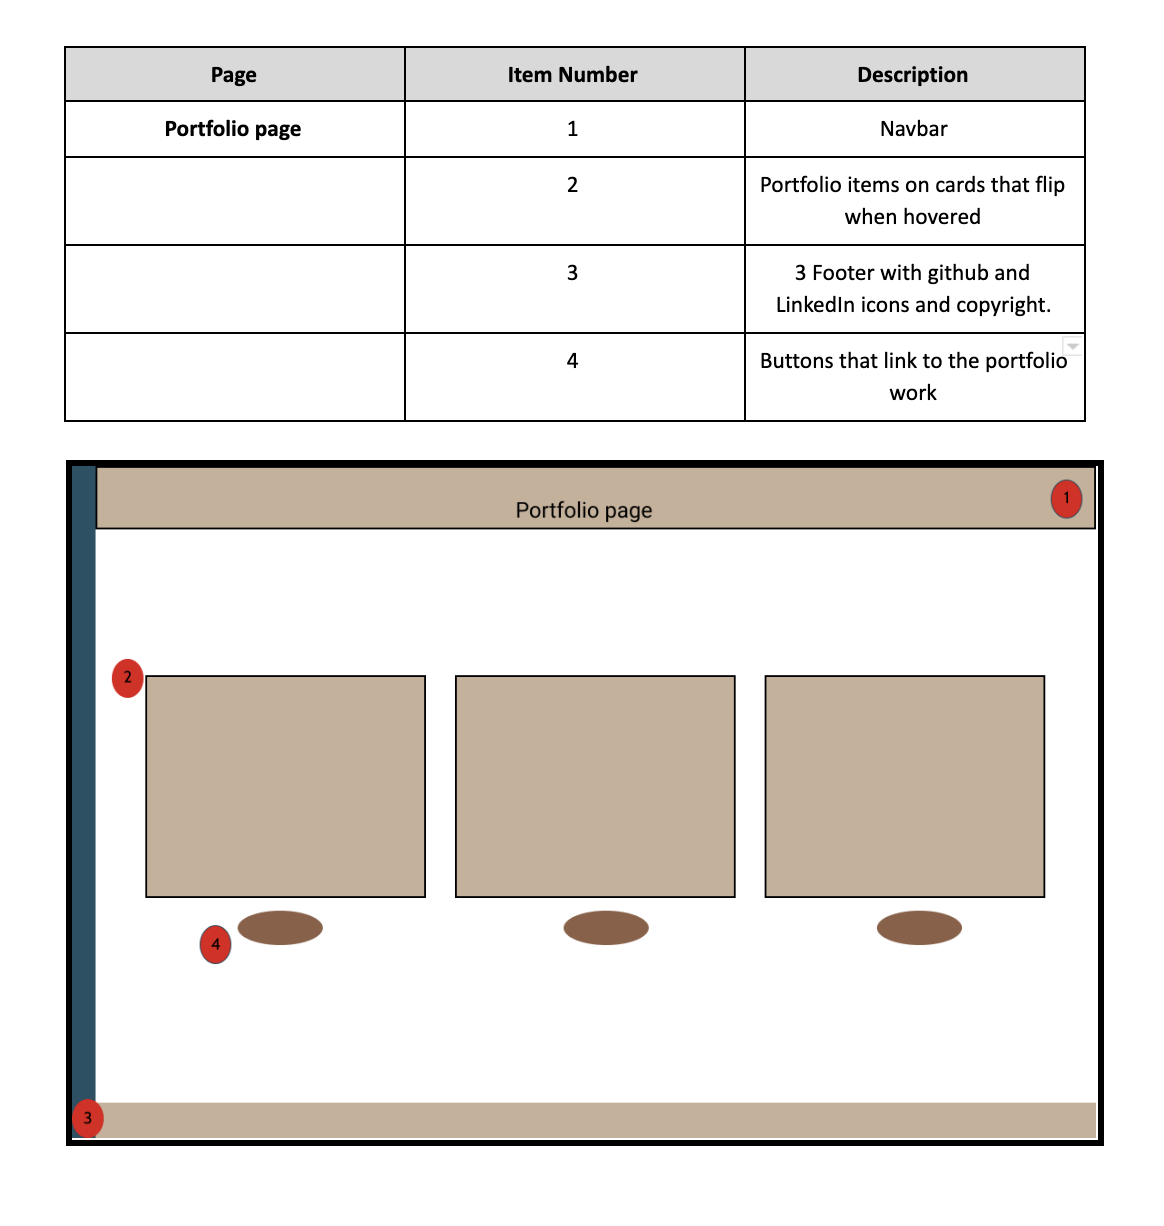 Page Item Number Description
Portfolio page 1 Navbar
2 Portfolio items on cards that flip
when hovered
3 3 Footer with github and
LinkedIn icons and copyright.
4 Buttons that link to the portfolio
work
Portfolio page
1
2
4
3